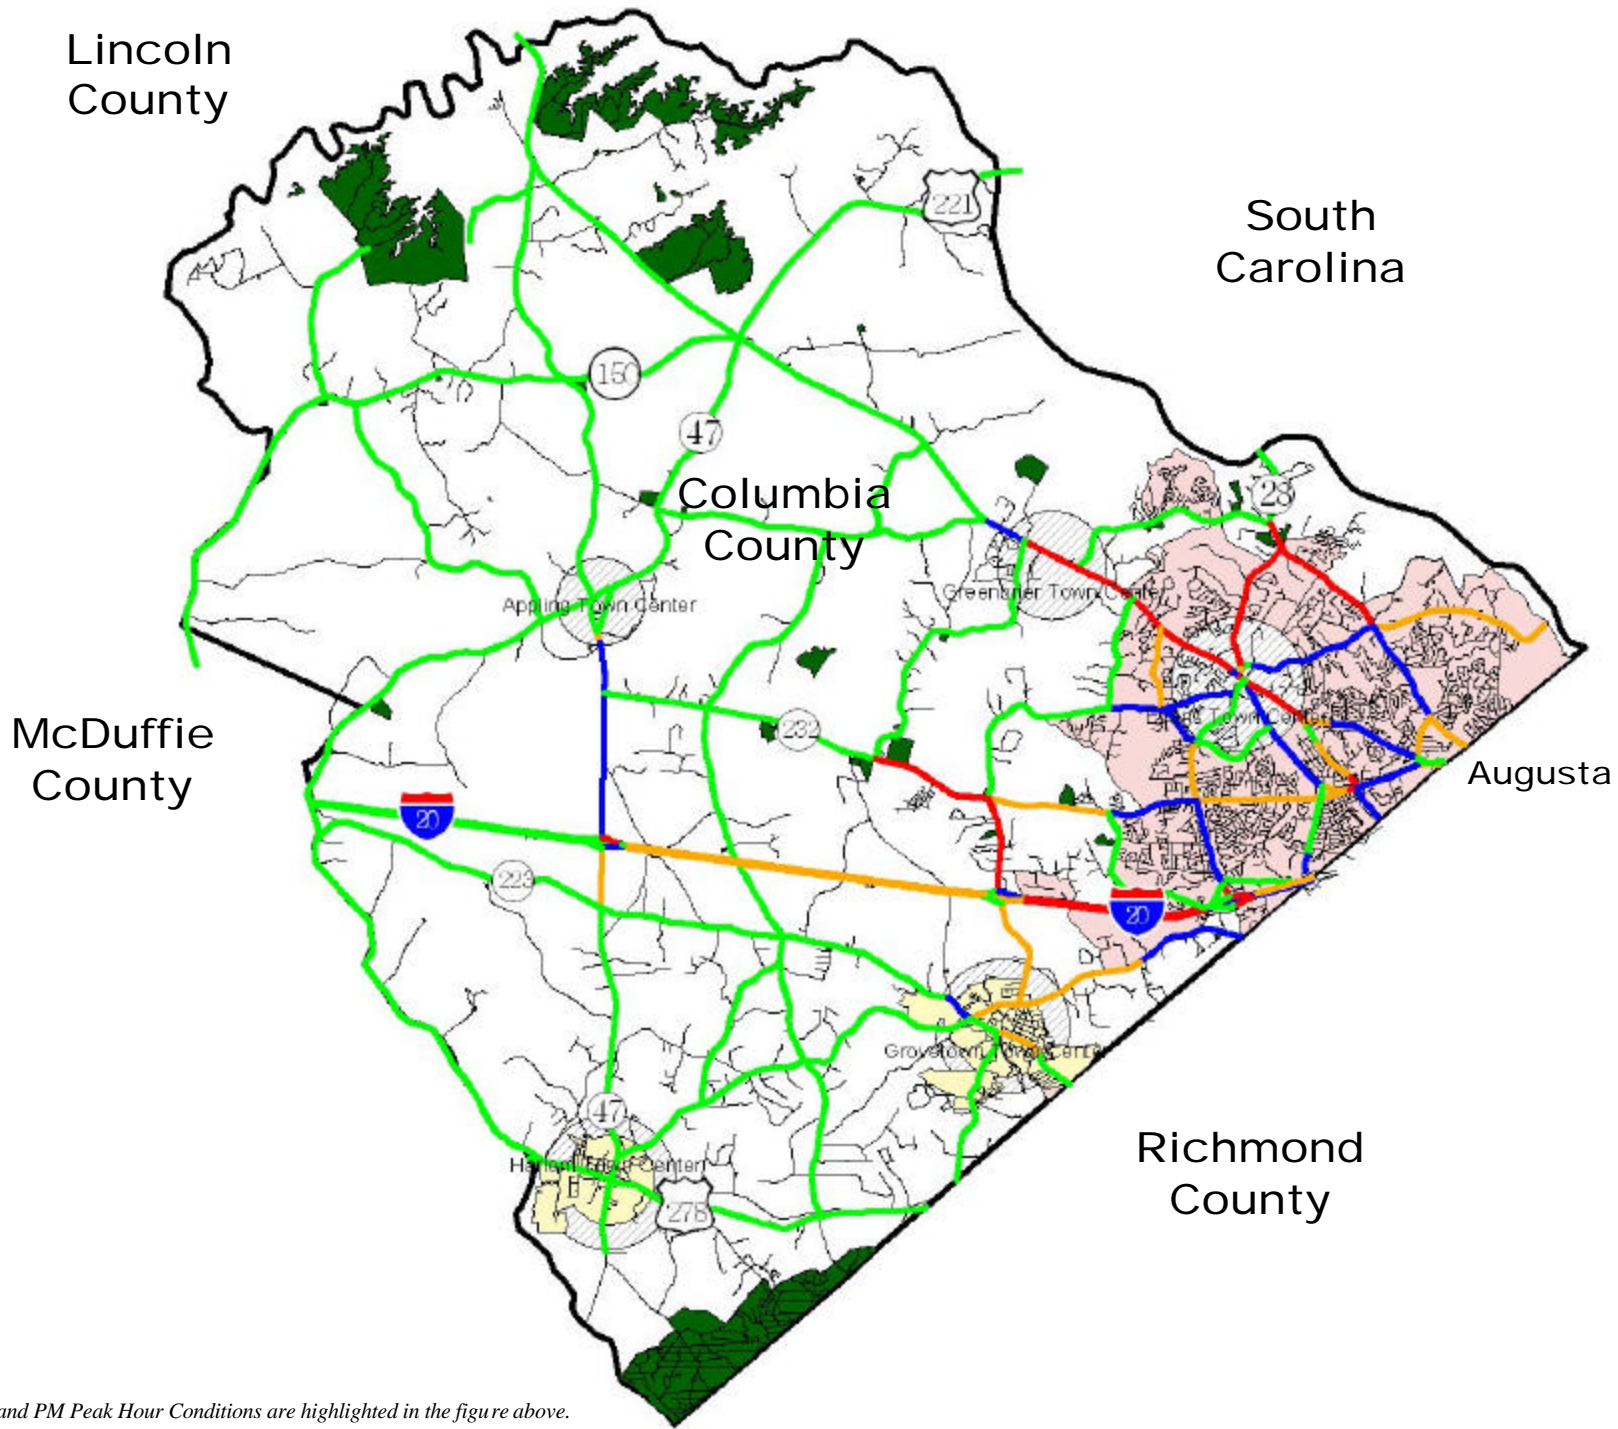 Lincoln
County
221
South
Carolina
150
47
28
Columbia
County
Greenbrier Town Center
Appling Town Center
McDuffie
County
232
Town Center
Augusta
20
223
20
Grovetown Town Center
47
Harlem Town Center
Richmond
County
278
and PM Peak Hour Conditions are highlighted in the figure above.